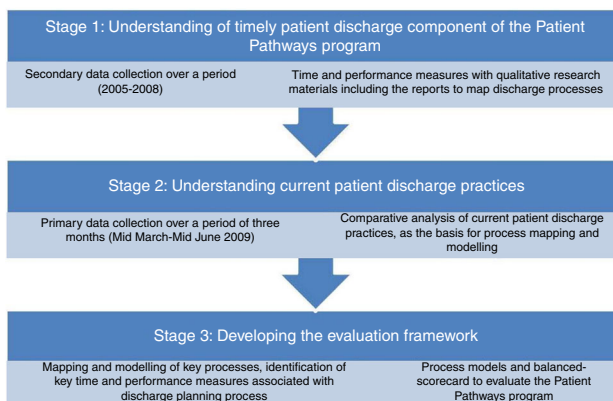 Stage 1: Understanding of timely patient discharge component of the Patient
Pathways program
Secondary data collection over a period
(2005-2008)
Time and performance measures with qualitative research
materials including the reports to map discharge processes
Stage 2: Understanding current patient discharge practices
Primary data collection over a period of three
months (Mid March-Mid June 2009)
Comparative analysis of current patient discharge
practices, as the basis for process mapping and
modelling
Stage 3: Developing the evaluation framework
Mapping and modelling of key processes, identification of
key time and performance measures associated with
discharge planning process
Process models and balanced-
scorecard to evaluate the Patient
Pathways program